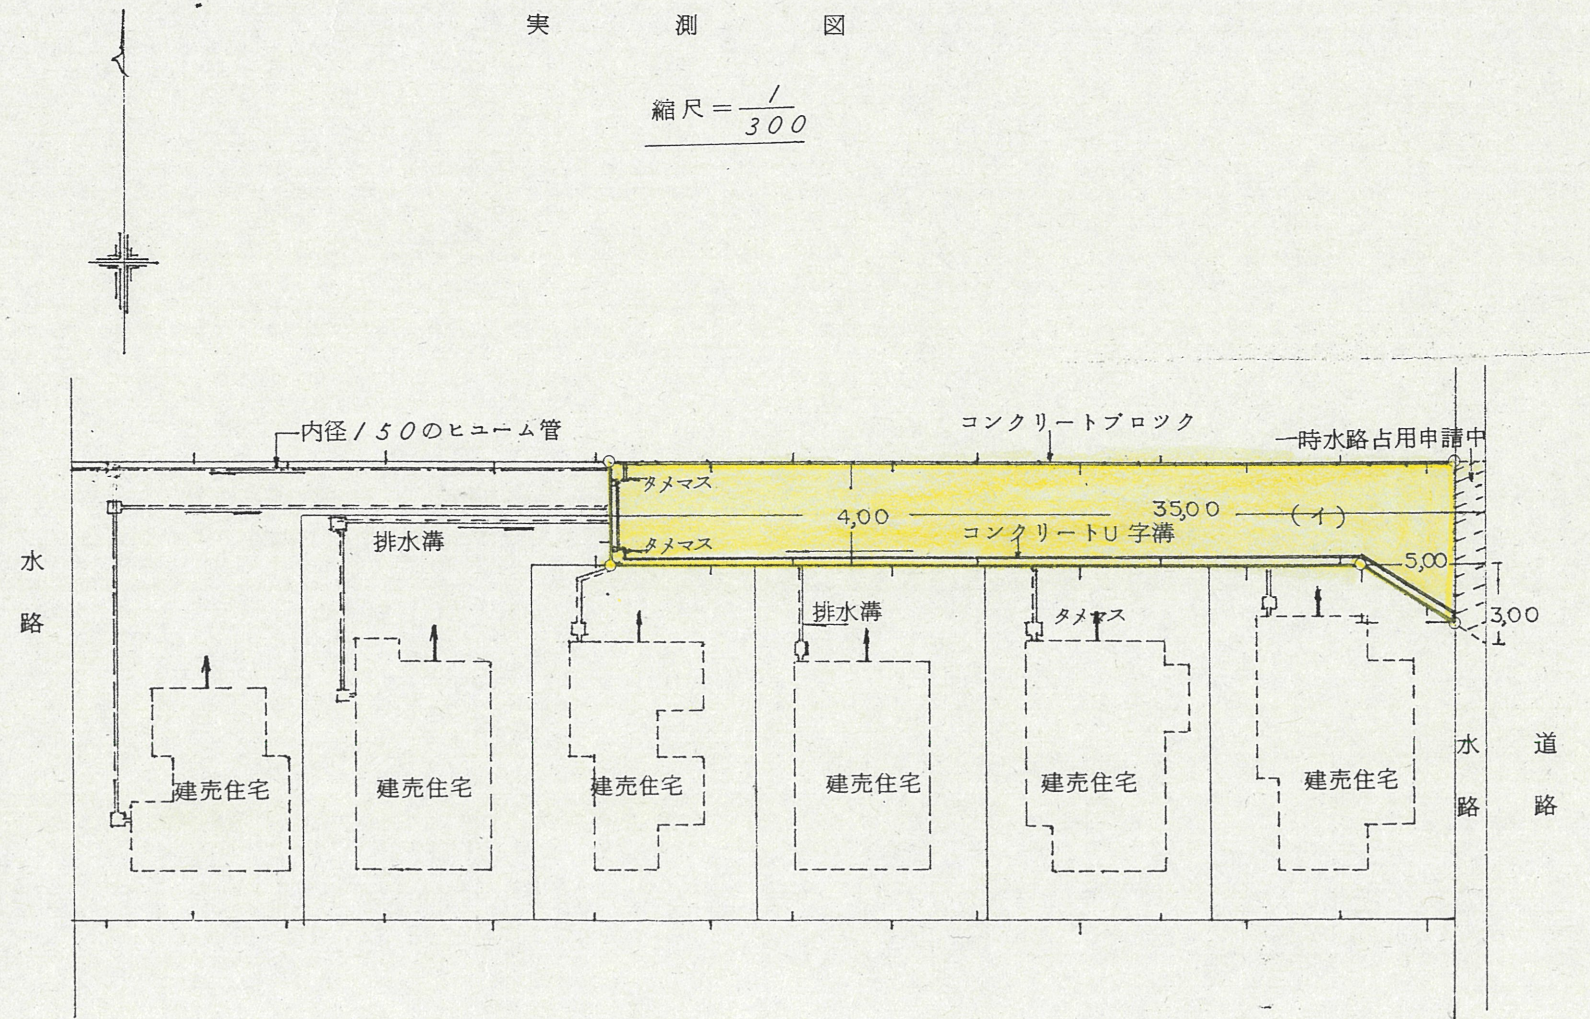 実測図
縮尺=1/300
内径150のヒユーム管
コンクリートブロツク
一時水路占用申請中
タメマス
4,00
35,00
(イ)
コンクリートU字溝
排水溝
タメマス
5,00
水路
排水溝
タメマス
3,00
水路
道路
建売住宅
建売住宅
建売住宅
建売住宅
建売住宅
建売住宅